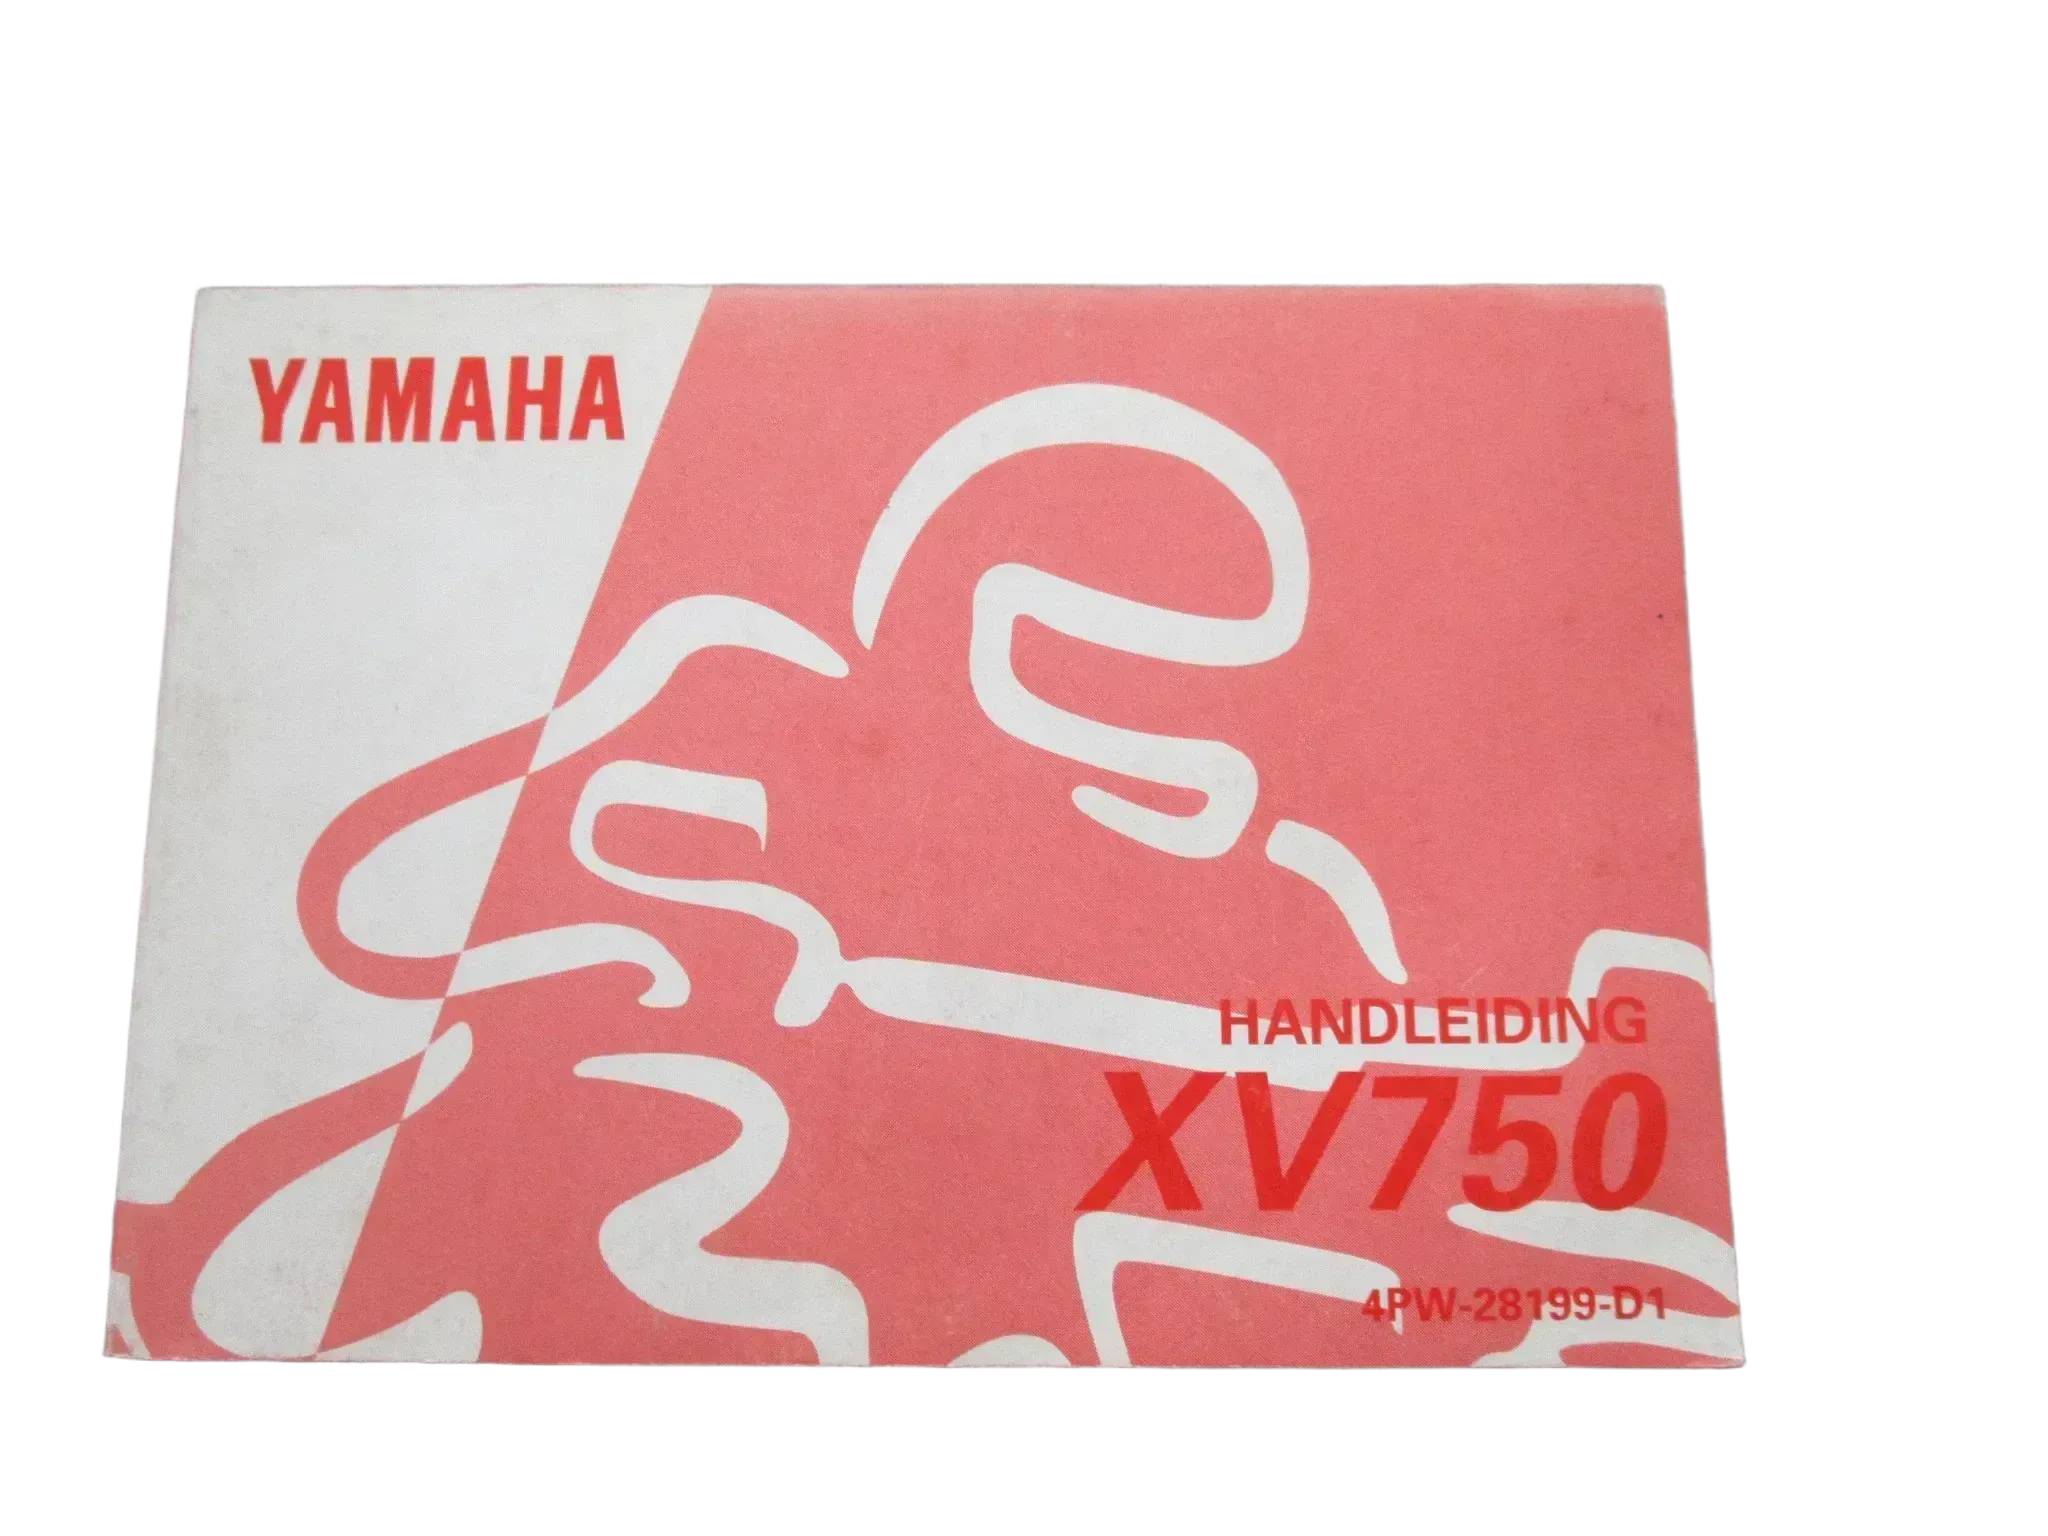 YAMAHA
HANDLEIDING
XV750
4PW-28199-D1